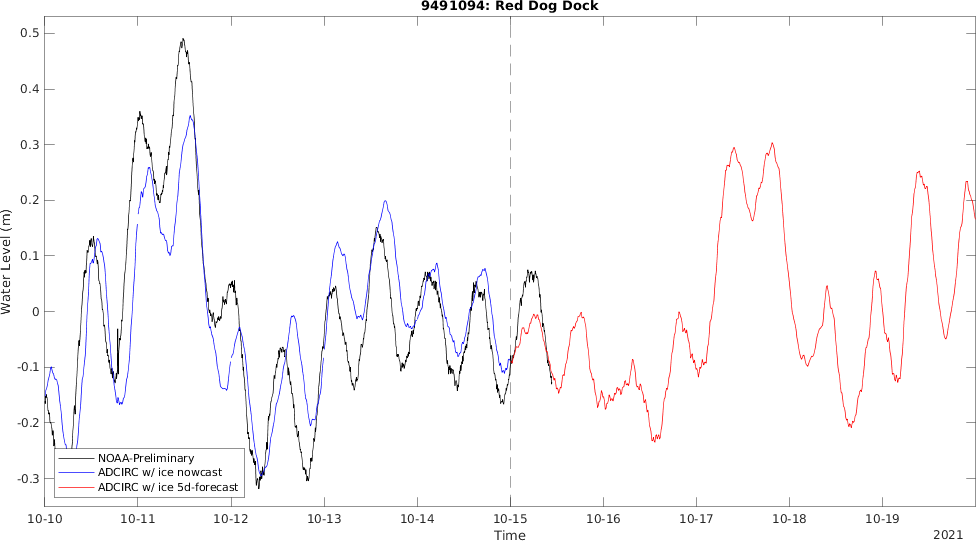 9491094: Red Dog Dock
0.5
0.4
0.3
0.2
0.1
0
-0.1
-0.2
-0.3
Water Level (m)
NOAA-Preliminary
ADCIRC w/ ice nowcast
ADCIRC w/ ice 5d-forecast
10-10 10-11 10-12 10-13 10-14 10-15 10-16 10-17 10-18 10-19
Time
2021